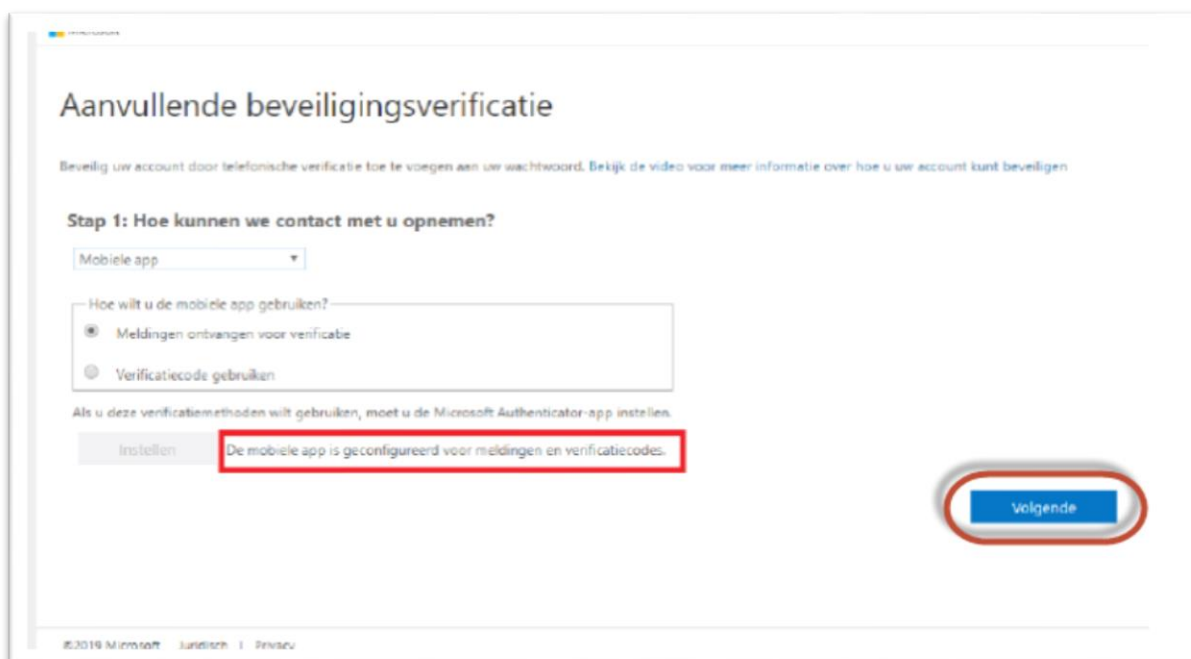 Microsoft
Aanvullende beveiligingsverificatie
Beveilig uw account door telefonische verificatie toe te voegen aan uw wachtwoord. Bekijk de video voor meer informatie over hoe u uw account kunt beveiligen
Stap 1: Hoe kunnen we contact met u opnemen?
Mobiele app
Hoe wilt u de mobiele app gebruiken?
Meldingen ontvangen voor verificatie
Verificatiecode gebruiken
Als u deze verificatiemethoden wilt gebruiken, moet u de Microsoft Authenticator-app instellen.
Instellen De mobiele app is geconfigureerd voor meldingen en verificatiecodes.
Volgende
©2019 Microsoft Juridisch | Privacy